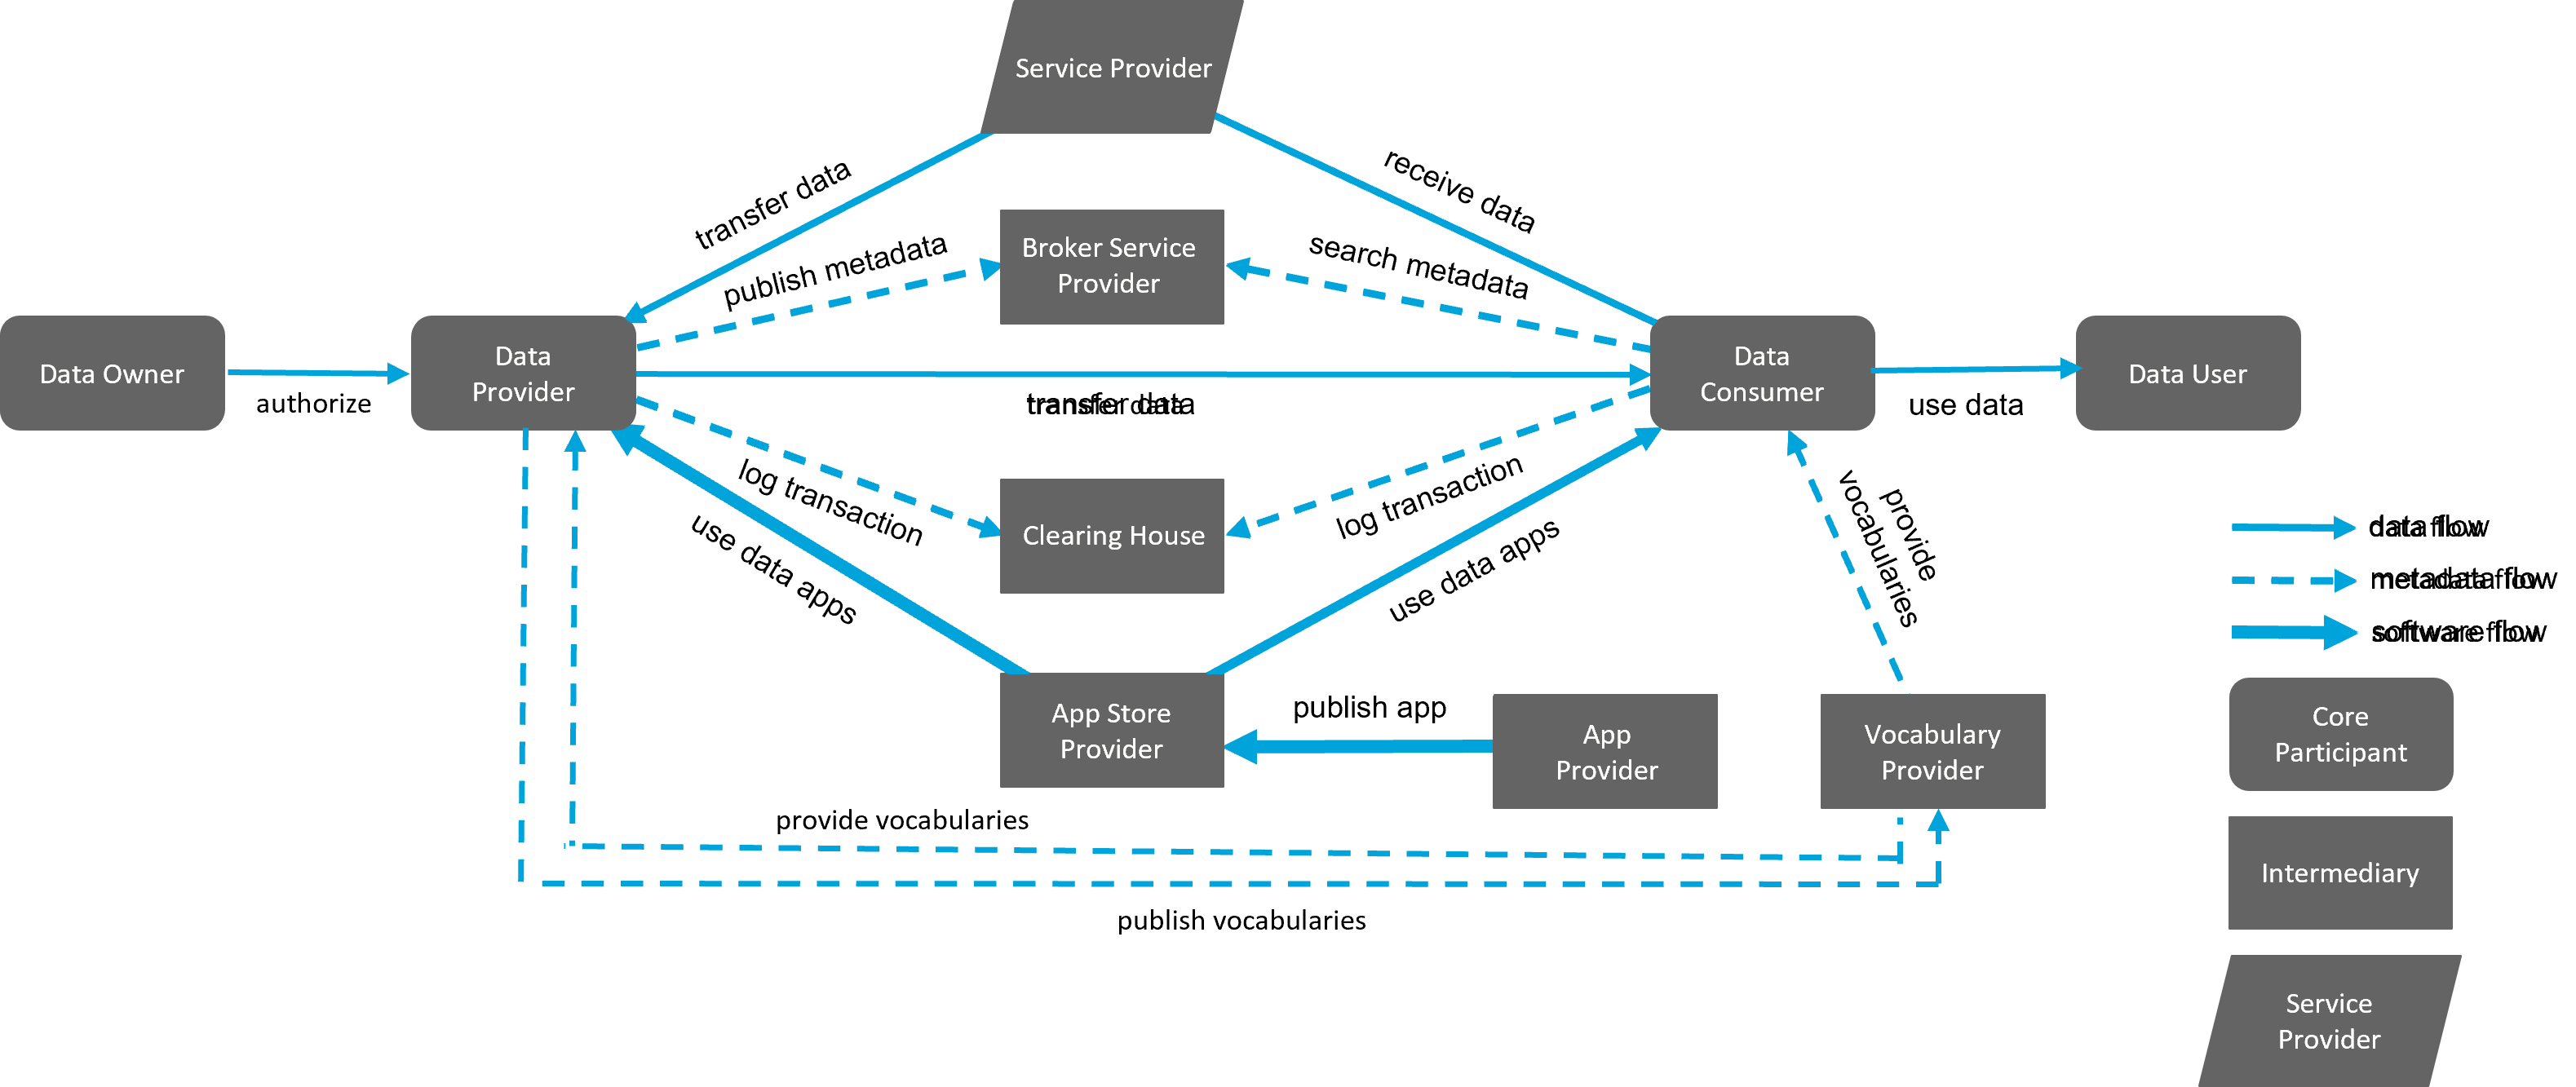 Service Provider
transfer data
receive data
publish metadata
Broker Service
Provider
search metadata
Data Owner
authorize
Data
Provider
transfer data
Data
Consumer
use data
Data User
log transaction
Clearing House
log transaction
use data apps
use data apps
provide
vocabularies
data flow
metadata flow
software flow
App Store
Provider
publish app
App
Provider
Vocabulary
Provider
Core
Participant
provide vocabularies
Intermediary
publish vocabularies
Service
Provider